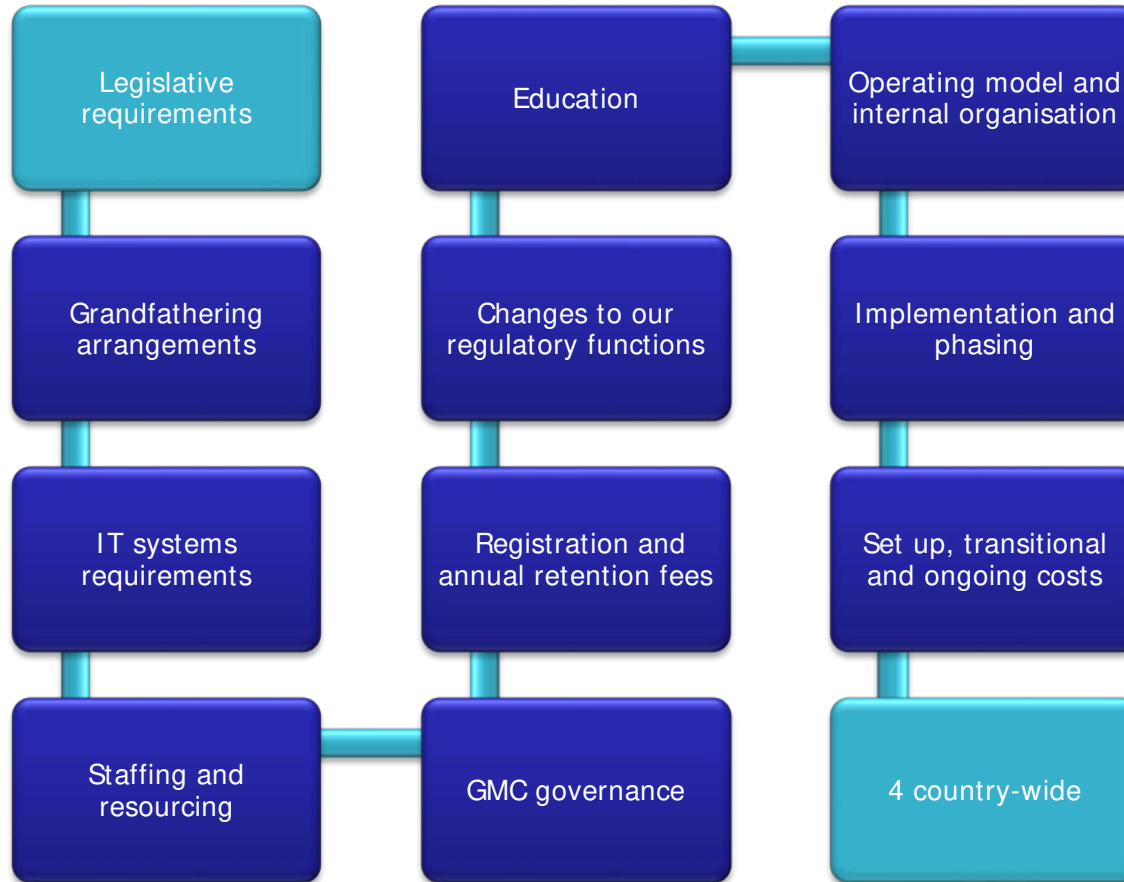 Legislative
requirements
Grandfathering
arrangements
IT systems
requirements
Staffing and
resourcing
GMC governance
Registration and
annual retention fees
Changes to our
regulatory functions
Education
Operating model and
internal organisation
Implementation and
phasing
Set up, transitional
and ongoing costs
4 country-wide